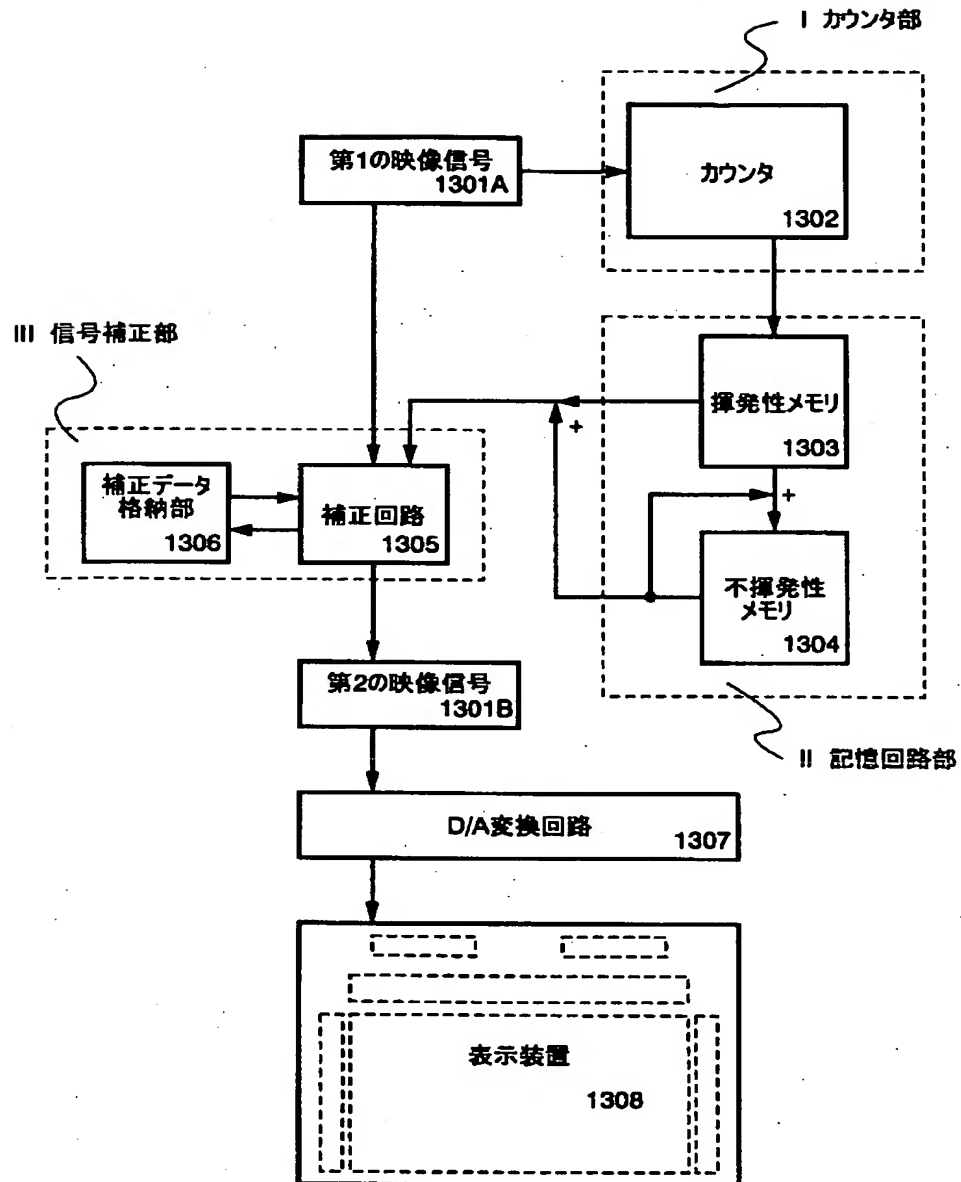 I カウンタ部
第1の映像信号
1301A
カウンタ
1302
III 信号補正部
揮発性メモリ
1303
+
補正データ
格納部
1306
補正回路
1305
+
不揮発性
メモリ
1304
第2の映像信号
1301B
II 記憶回路部
D/A変換回路
1307
表示装置
1308